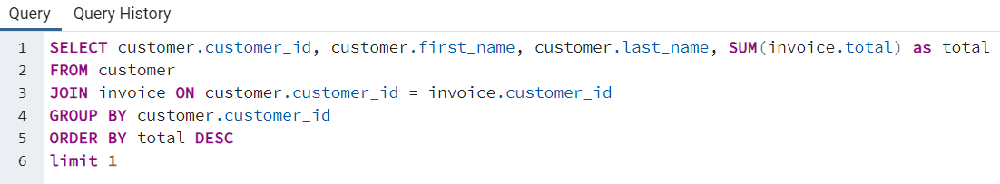 Query Query History
1 SELECT customer.customer_id, customer.first_name, customer.last_name, SUM(invoice.total) as total
2 FROM customer
3 JOIN invoice ON customer.customer_id = invoice.customer_id
4 GROUP BY customer.customer_id
5 ORDER BY total DESC
6 limit 1